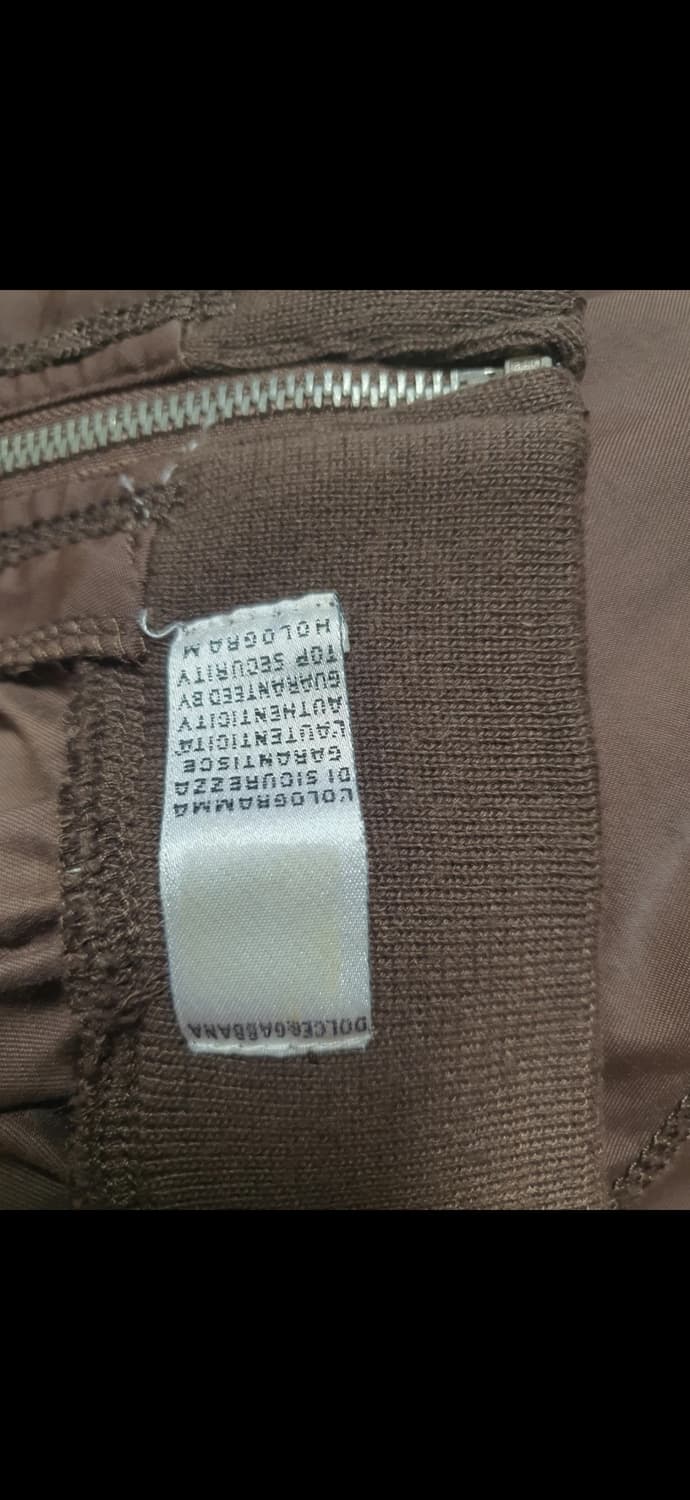 DOLCE&GABBANA
L'OLOGRAMMA
DI SICUREZZA
GARANTISCE
L'AUTENTICITÀ
AUTHENTICITY
GUARANTEED BY
TOP SECURITY
HOLOGRAM